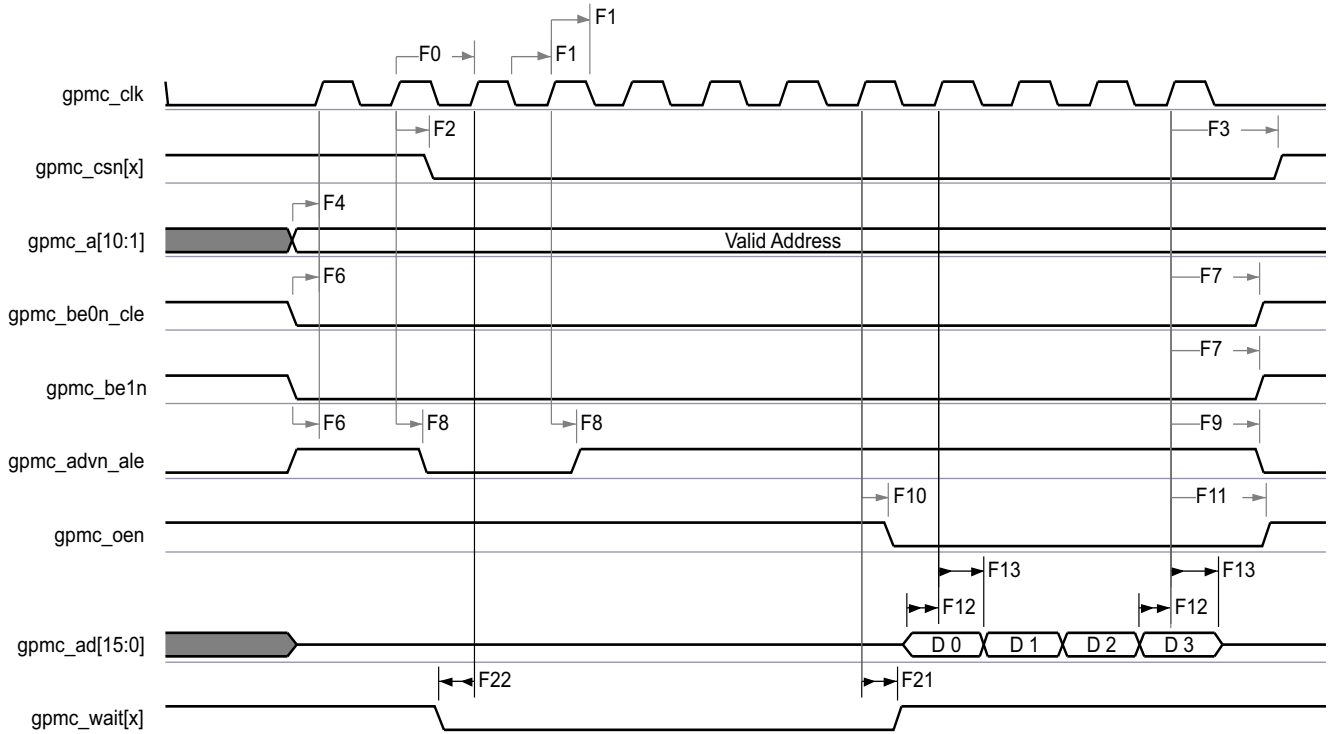 F1
F0
F1
gpmc_clk
F2
F3
gpmc_csn[x]
F4
gpmc_a[10:1]
Valid Address
F6
F7
gpmc_be0n_cle
F7
gpmc_be1n
F6
F8
F8
F9
gpmc_advn_ale
F10
F11
gpmc_oen
F13
F13
F12
F12
gpmc_ad[15:0]
D 0
D 1
D 2
D 3
F22
F21
gpmc_wait[x]